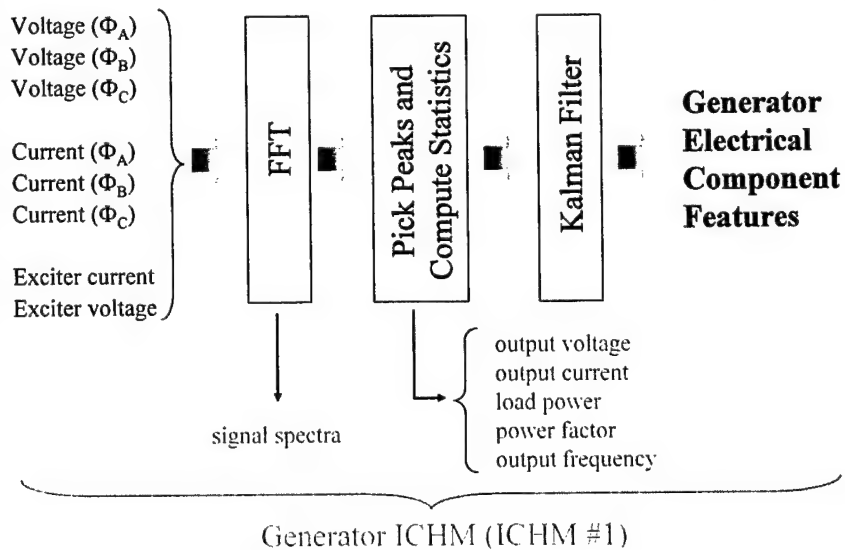 Voltage (ΦA)
Voltage (ΦB)
Voltage (ΦC)
Current (ΦA)
Current (ΦB)
Current (ΦC)
Exciter current
Exciter voltage
FFT
Pick Peaks and
Compute Statistics
Kalman Filter
Generator
Electrical
Component
Features
signal spectra
output voltage
output current
load power
power factor
output frequency
Generator ICHM (ICHM #1)